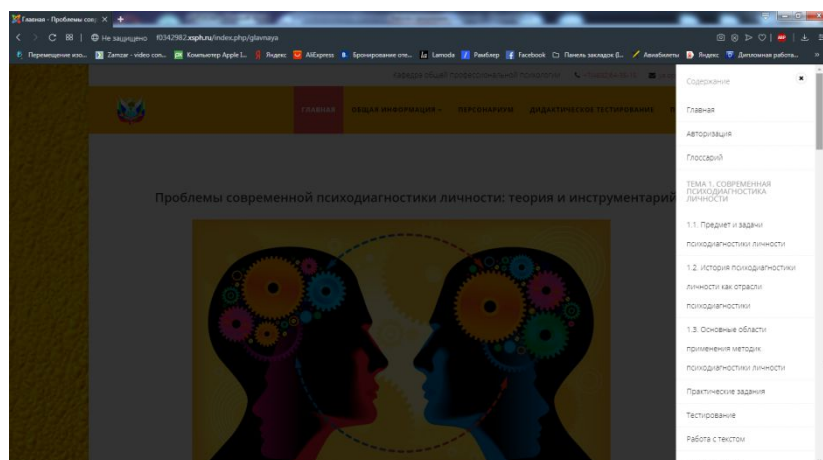 Главная - Проблемы сов
Не защищено f0342982.xsph.ru/index.php/glavnaya
Перемещение изо... Zamzar - video con... Компьютер Apple I... Яндекс AliExpress Бронирование оте... Lamoda Рамблер Facebook Панель закладок (I... Авиабилеты Яндекс Дипломная работа...
Кафедра общей профессиональной психологии
ГЛАВНАЯ ОБЩАЯ ИНФОРМАЦИЯ ПЕРСОНАРИУМ ДИДАКТИЧЕСКОЕ ТЕСТИРОВАНИЕ
Проблемы современной психодиагностики личности: теория и инструментарий
Содержание
Главная
Авторизация
Глоссарий
ТЕМА 1. СОВРЕМЕННАЯ
ПСИХОДИАГНОСТИКА
ЛИЧНОСТИ
1.1. Предмет и задачи
психодиагностики личности
1.2. История психодиагностики
личности как отрасли
психодиагностики
1.3. Основные области
применения методик
психодиагностики личности
Практические задания
Тестирование
Работа с текстом